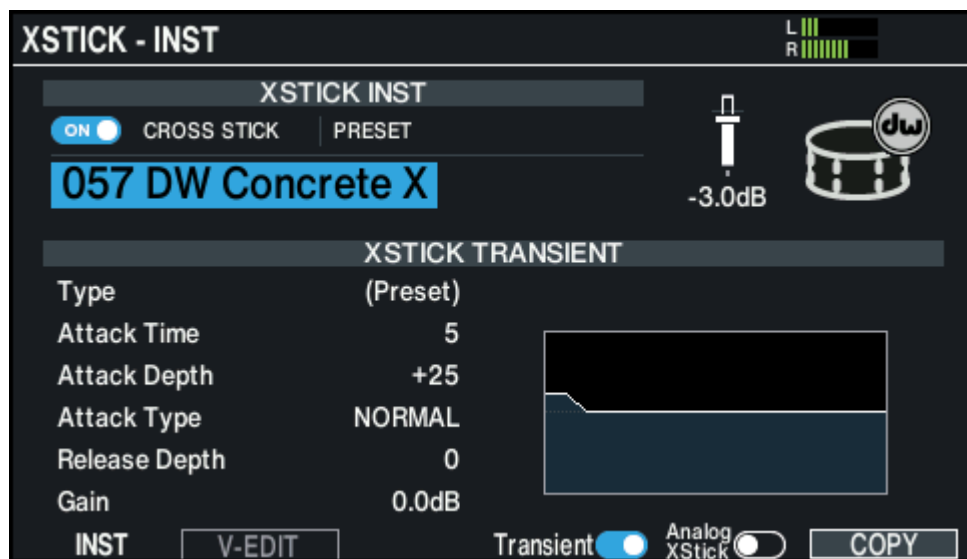 XSTICK - INST
L
R
XSTICK INST
ON CROSS STICK PRESET
dw
057 DW Concrete X
-3.0dB
XSTICK TRANSIENT
Type (Preset)
Attack Time 5
Attack Depth +25
Attack Type NORMAL
Release Depth 0
Gain 0.0dB
INST V-EDIT Transient Analog XStick COPY